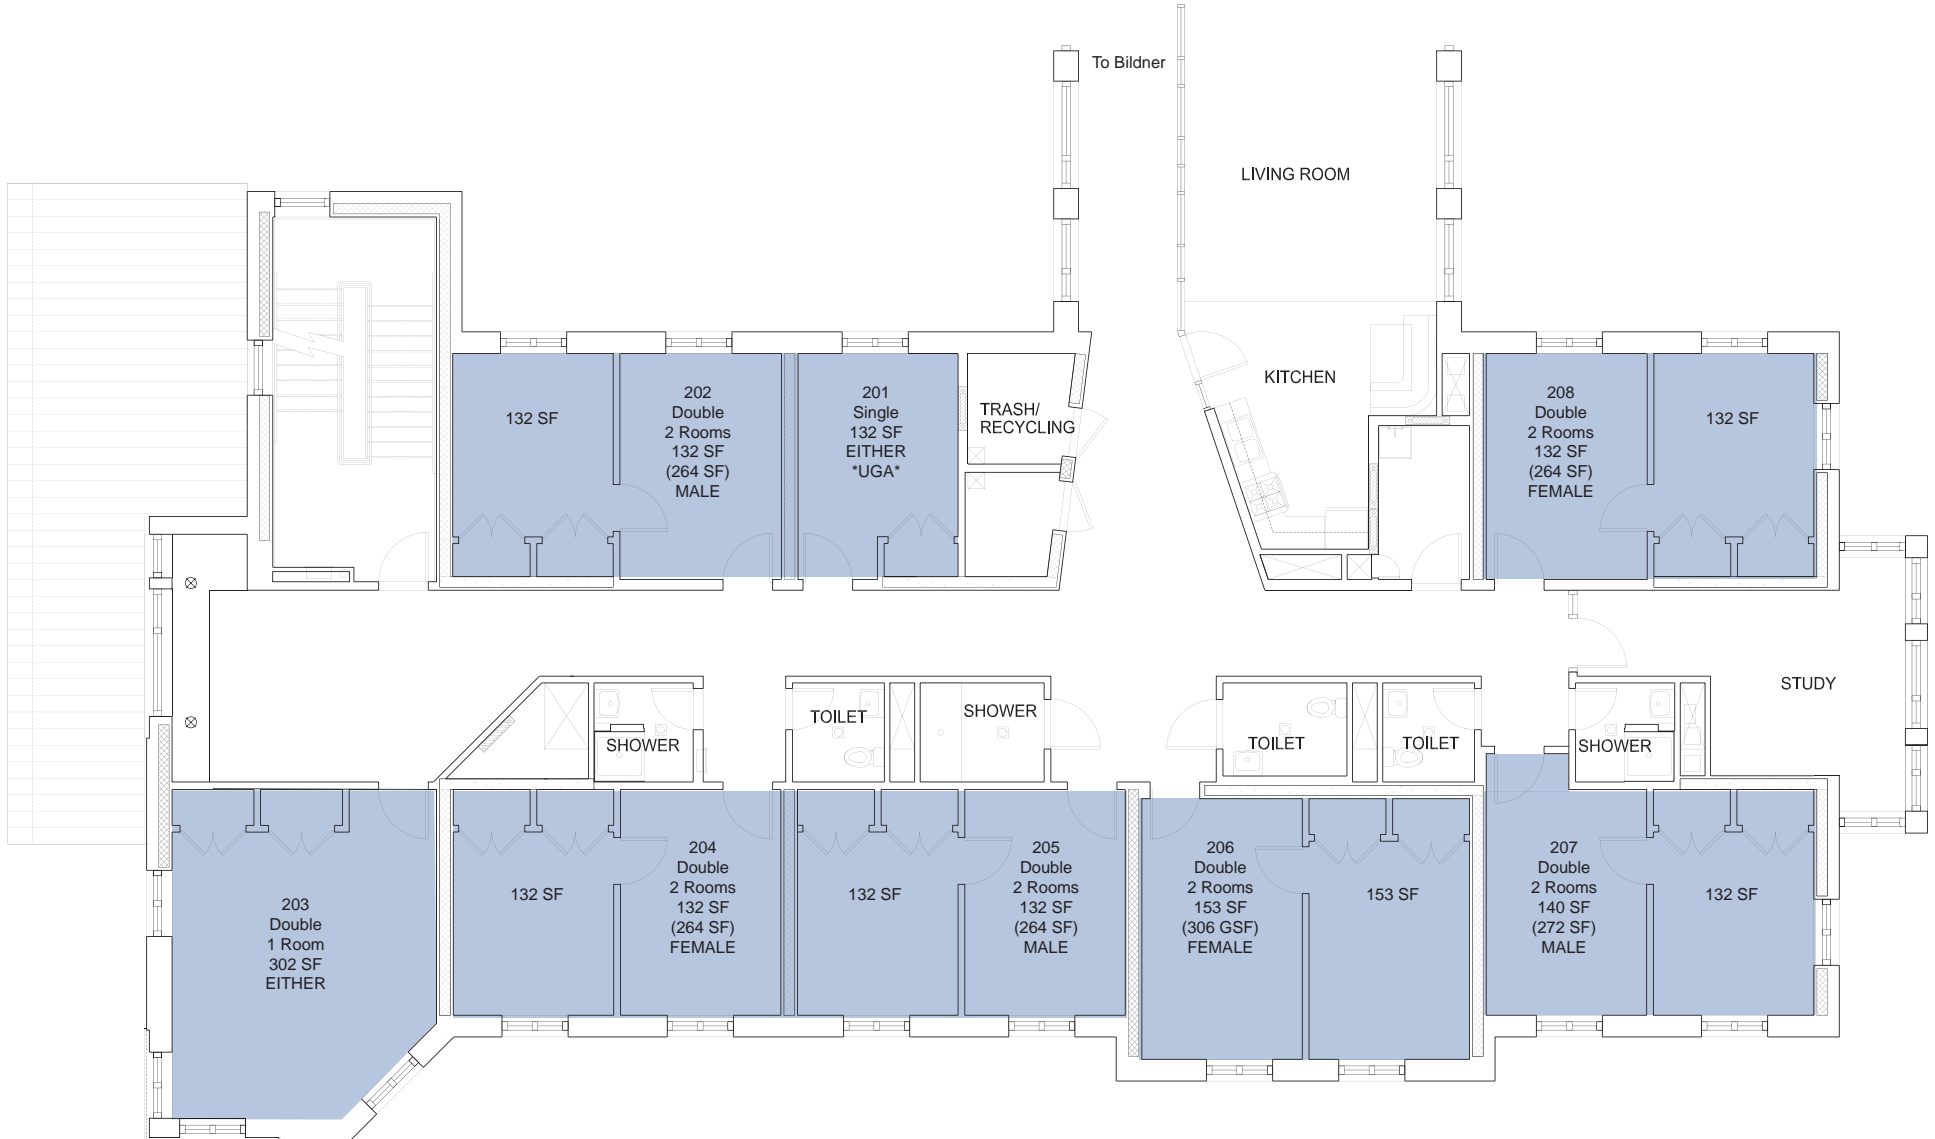 To Bildner
LIVING ROOM
KITCHEN
132 SF
202
Double
2 Rooms
132 SF
(264 SF)
MALE
201
Single
132 SF
EITHER
*UGA*
TRASH/
RECYCLING
208
Double
2 Rooms
132 SF
(264 SF)
FEMALE
132 SF
STUDY
SHOWER
TOILET
SHOWER
TOILET
TOILET
SHOWER
203
Double
1 Room
302 SF
EITHER
132 SF
204
Double
2 Rooms
132 SF
(264 SF)
FEMALE
132 SF
205
Double
2 Rooms
132 SF
(264 SF)
MALE
206
Double
2 Rooms
153 SF
(306 GSF)
FEMALE
153 SF
207
Double
2 Rooms
140 SF
(272 SF)
MALE
132 SF